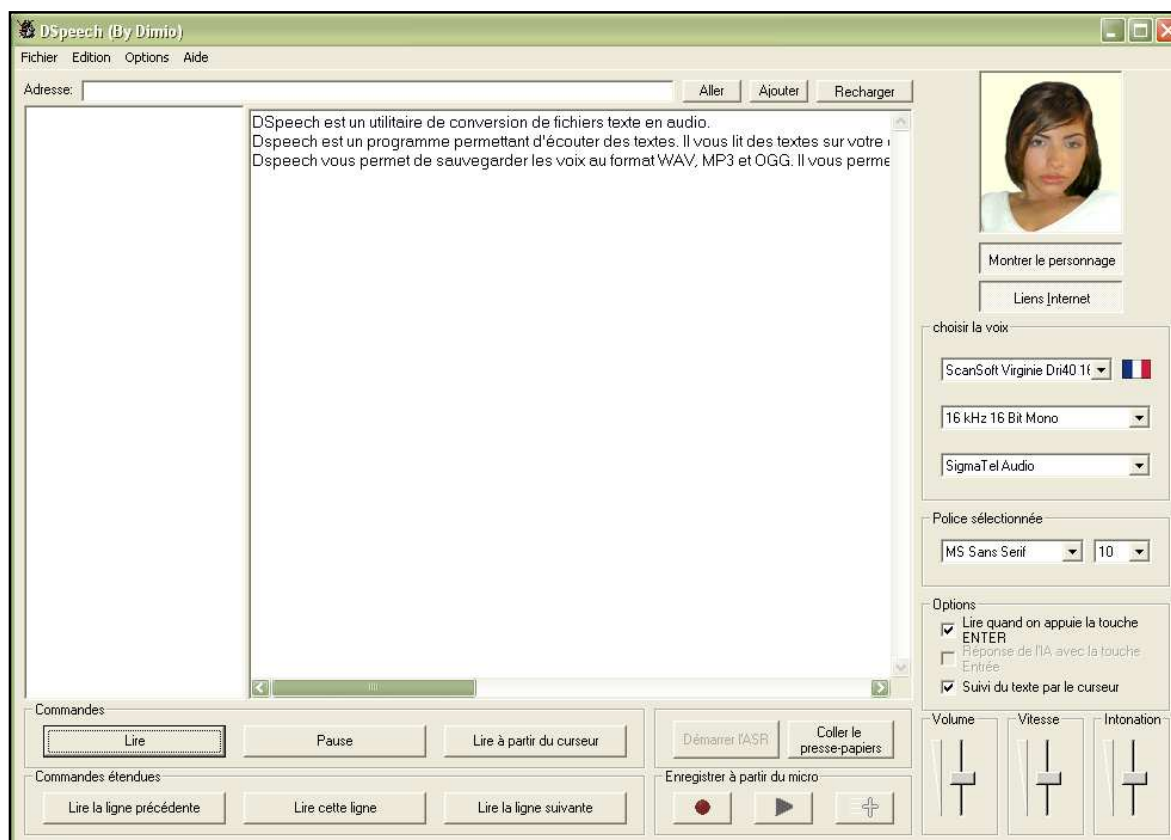 DSpeech (By Dimio)
Fichier Edition Options Aide
Adresse: Aller Ajouter Recharger
DSpeech est un utilitaire de conversion de fichiers texte en audio.
Dspeech est un programme permettant d'écouter des textes. Il vous lit des textes sur votre
Dspeech vous permet de sauvegarder les voix au format WAV, MP3 et OGG. Il vous perme
Montrer le personnage
Liens Internet
choisir la voix
ScanSoft Virginie Dri40 16
16 kHz 16 Bit Mono
SigmaTel Audio
Police sélectionnée
MS Sans Serif 10
Options
Lire quand on appuie la touche
ENTER
Réponse de l'IA avec la touche
Entrée
Suivi du texte par le curseur
Commandes
Lire Pause Lire à partir du curseur
Démarrer l'ASR
Coller le
presse-papiers
Volume Vitesse Intonation
Commandes étendues
Lire la ligne précédente Lire cette ligne Lire la ligne suivante
Enregistrer à partir du micro